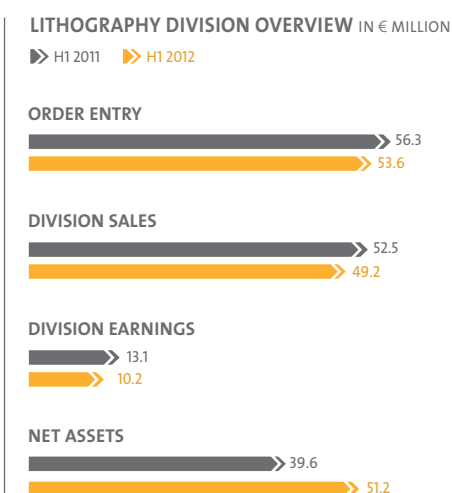 LITHOGRAPHY DIVISION OVERVIEW IN € MILLION
H1 2011 H1 2012
ORDER ENTRY
56.3
53.6
DIVISION SALES
52.5
49.2
DIVISION EARNINGS
13.1
10.2
NET ASSETS
39.6
51.2